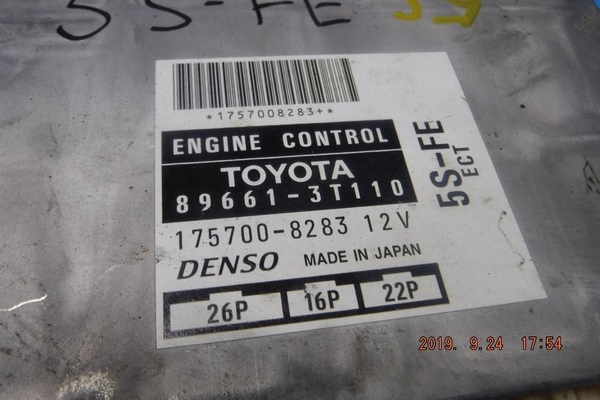 5S-FE 59
*1757008283+*
ENGINE CONTROL
TOYOTA
89661-3T110
175700-8283 12V
DENSO MADE IN JAPAN
26P 16P 22P
5S-FE
ECT
2019. 9.24 17:54